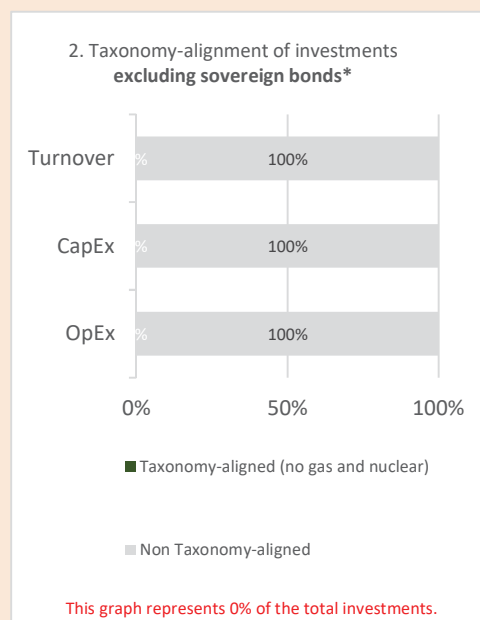 2. Taxonomy-alignment of investments
excluding sovereign bonds*
Turnover
% 100%
CapEx
% 100%
OpEx
% 100%
0% 50% 100%
Taxonomy-aligned (no gas and nuclear)
Non Taxonomy-aligned
This graph represents 0% of the total investments.